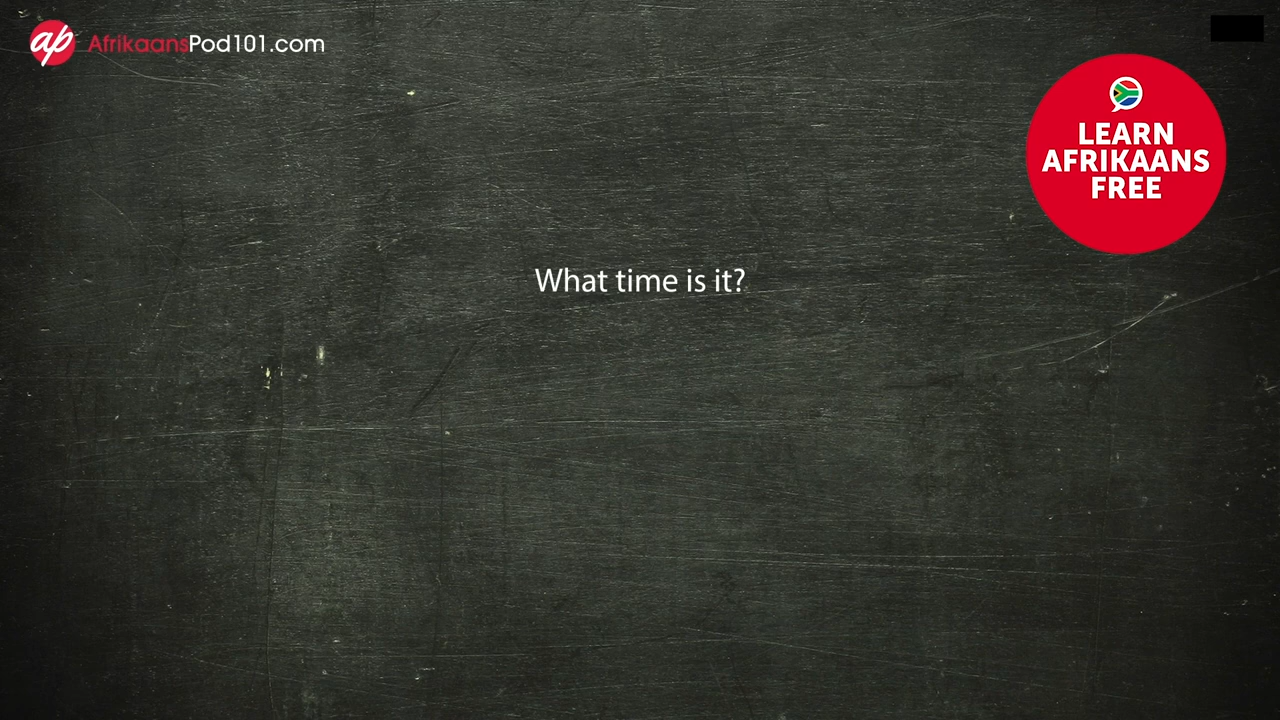 ap AfrikaansPod101.com
LEARN
AFRIKAANS
FREE
What time is it?